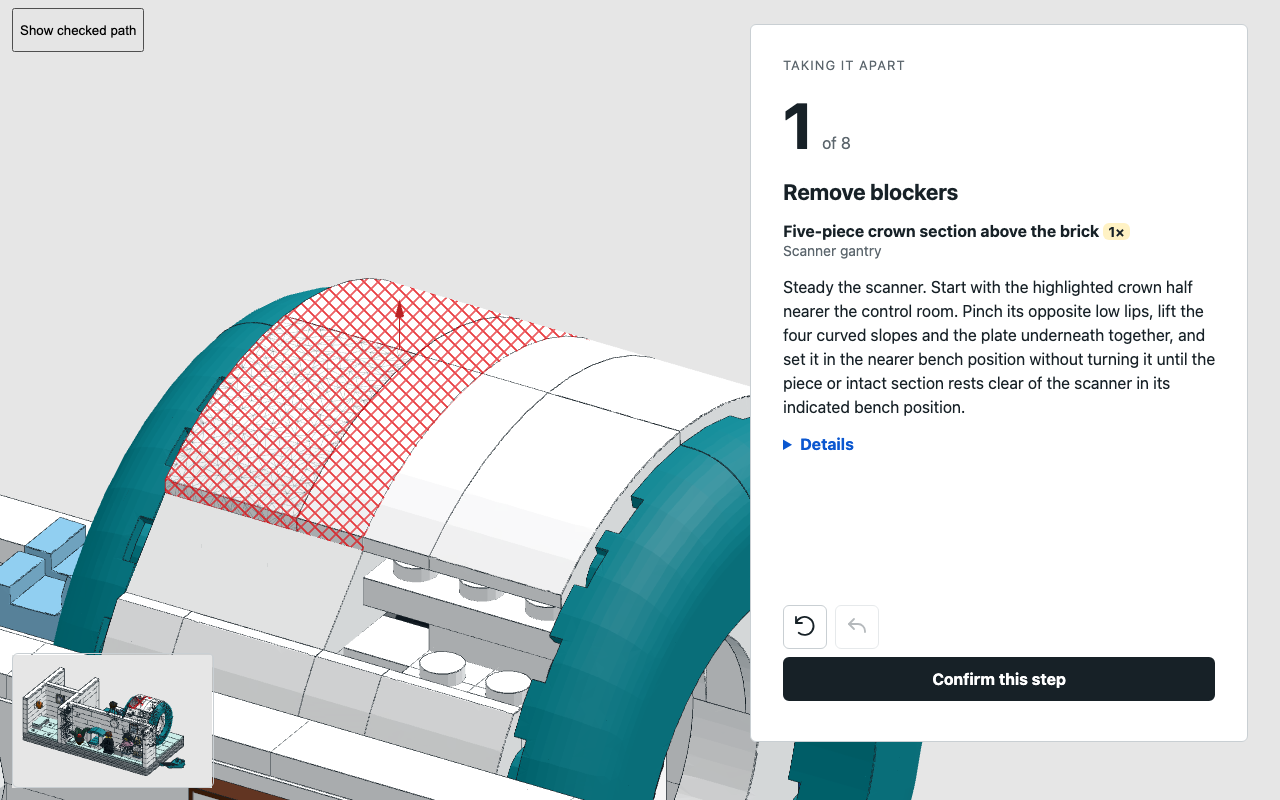 Show checked path
TAKING IT APART
1 of 8
Remove blockers
Five-piece crown section above the brick 1×
Scanner gantry
Steady the scanner. Start with the highlighted crown half
nearer the control room. Pinch its opposite low lips, lift the
four curved slopes and the plate underneath together, and
set it in the nearer bench position without turning it until the
piece or intact section rests clear of the scanner in its
indicated bench position.
Details
Confirm this step